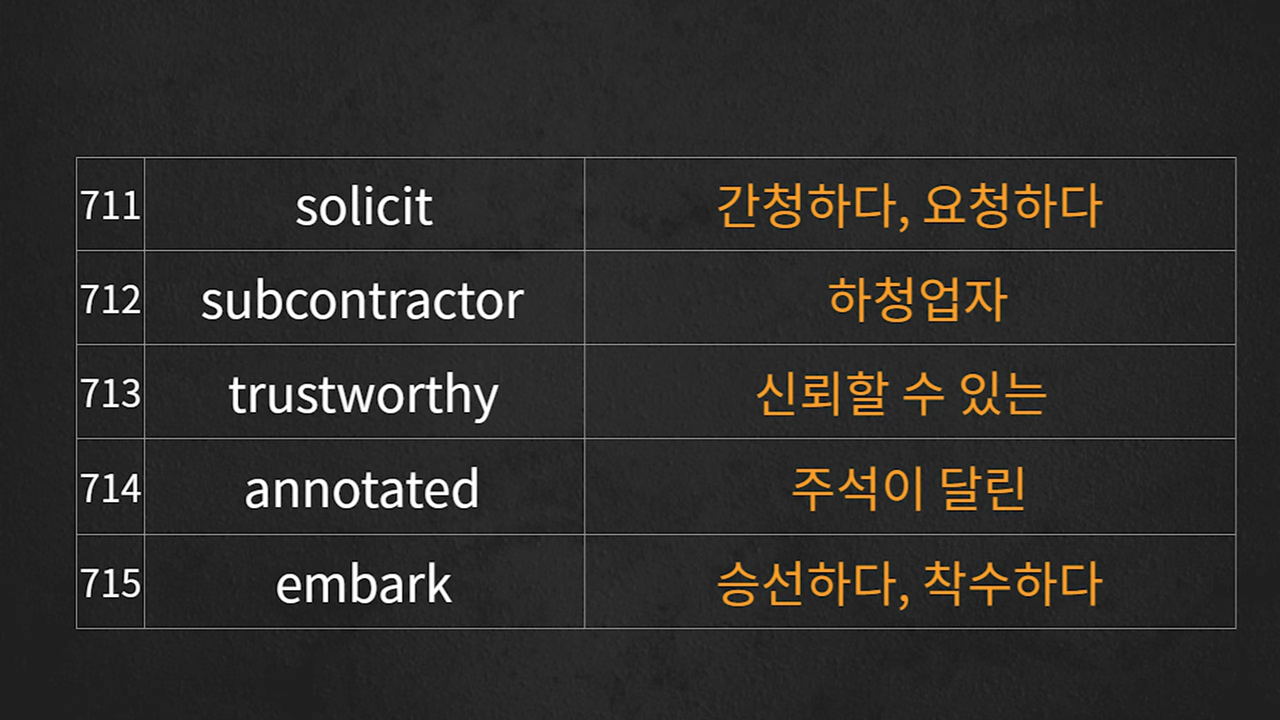 711 solicit 간청하다, 요청하다
712 subcontractor 하청업자
713 trustworthy 신뢰할 수 있는
714 annotated 주석이 달린
715 embark 승선하다, 착수하다